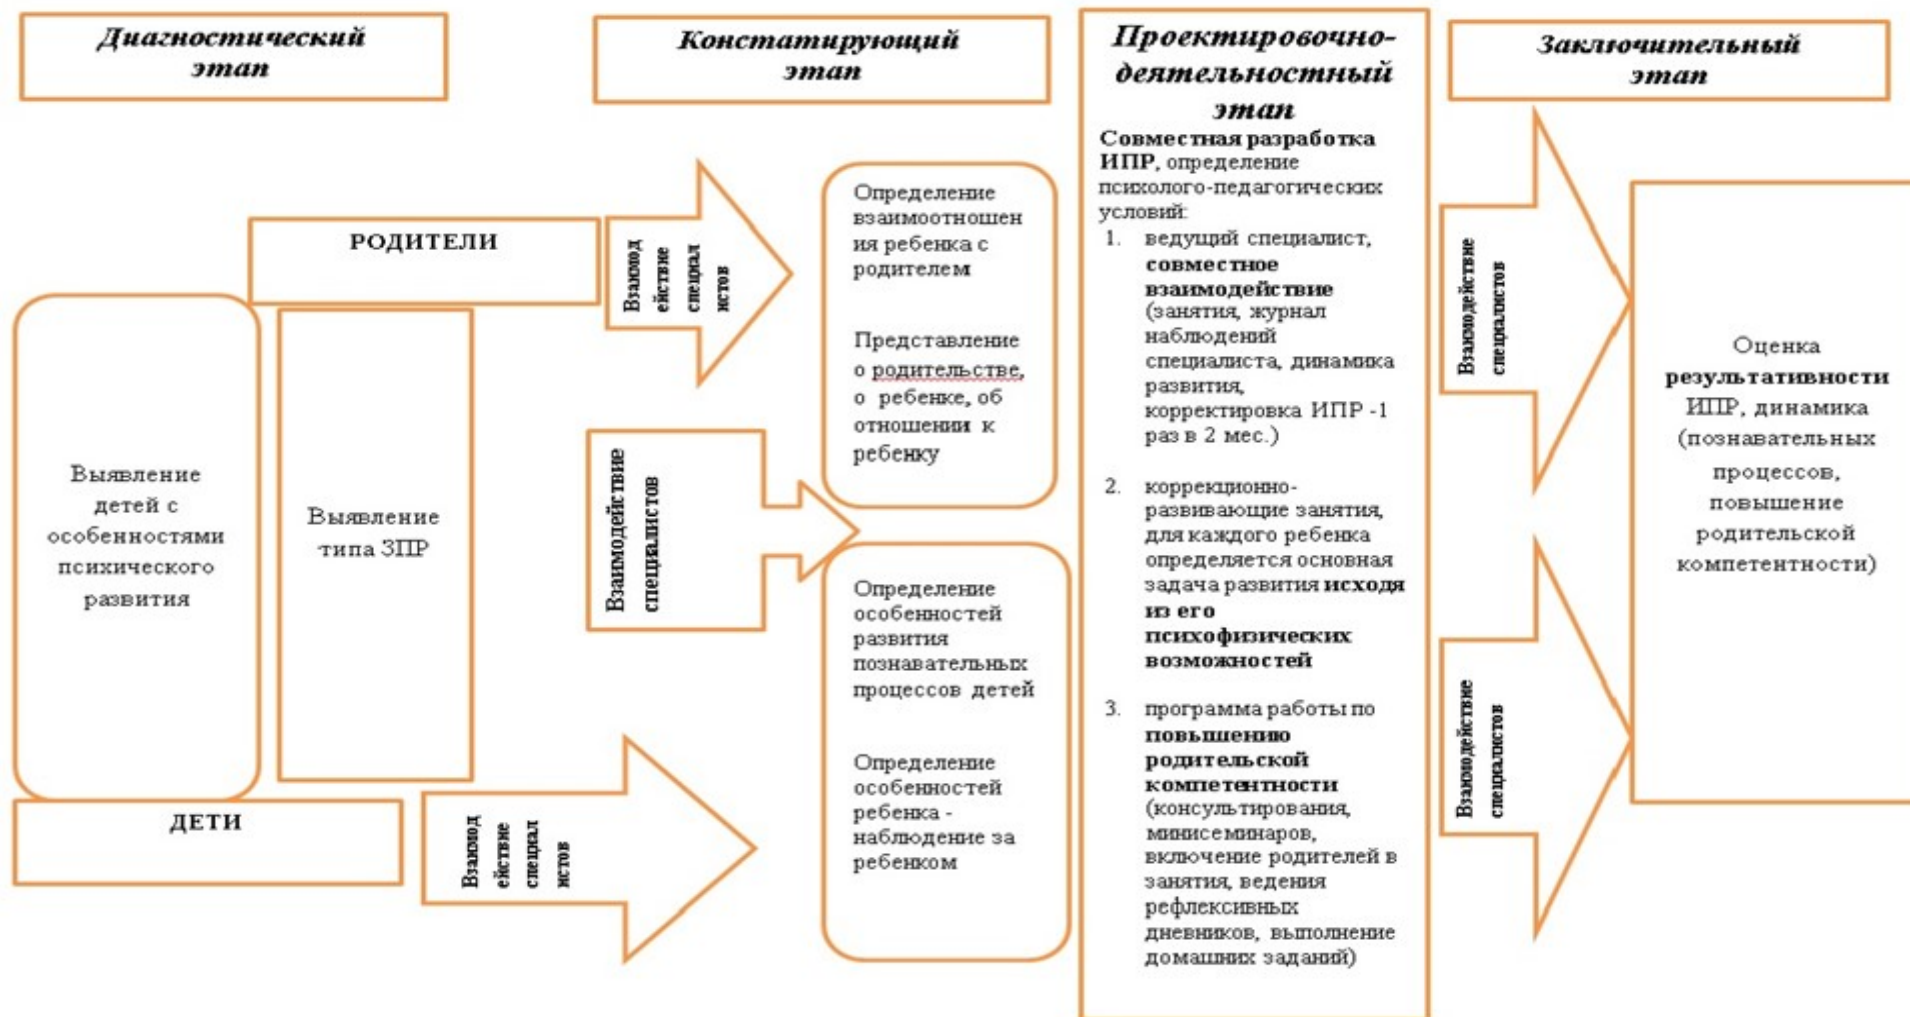 Диагностический
этап
Констатирующий
этап
Проектировочно-
деятельностный
этап
Заключительный
этап
РОДИТЕЛИ
Выявление
детей с
особенностями
психического
развития
Выявление
типа ЗПР
ДЕТИ
Взаимод
ействие
специал
истов
Взаимодействие
специалистов
Взаимод
ействие
специал
истов
Определение
взаимоотношен
ия ребенка с
родителем
Представление
о родительстве,
о ребенке, об
отношении к
ребенку
Определение
особенностей
развития
познавательных
процессов детей
Определение
особенностей
ребенка -
наблюдение за
ребенком
Совместная разработка
ИПР, определение
психолого-педагогических
условий:
1. ведущий специалист,
совместное
взаимодействие
(занятия, журнал
наблюдений
специалиста, динамика
развития,
корректировка ИПР -1
раз в 2 мес.)
2. коррекционно-
развивающие занятия,
для каждого ребенка
определяется основная
задача развития исходя
из его
психофизических
возможностей
3. программа работы по
повышению
родительской
компетентности
(консультирования,
минисеминаров,
включение родителей в
занятия, ведения
рефлексивных
дневников, выполнение
домашних заданий)
Взаимодействие
специалистов
Взаимодействие
специалистов
Оценка
результативности
ИПР, динамика
(познавательных
процессов,
повышение
родительской
компетентности)